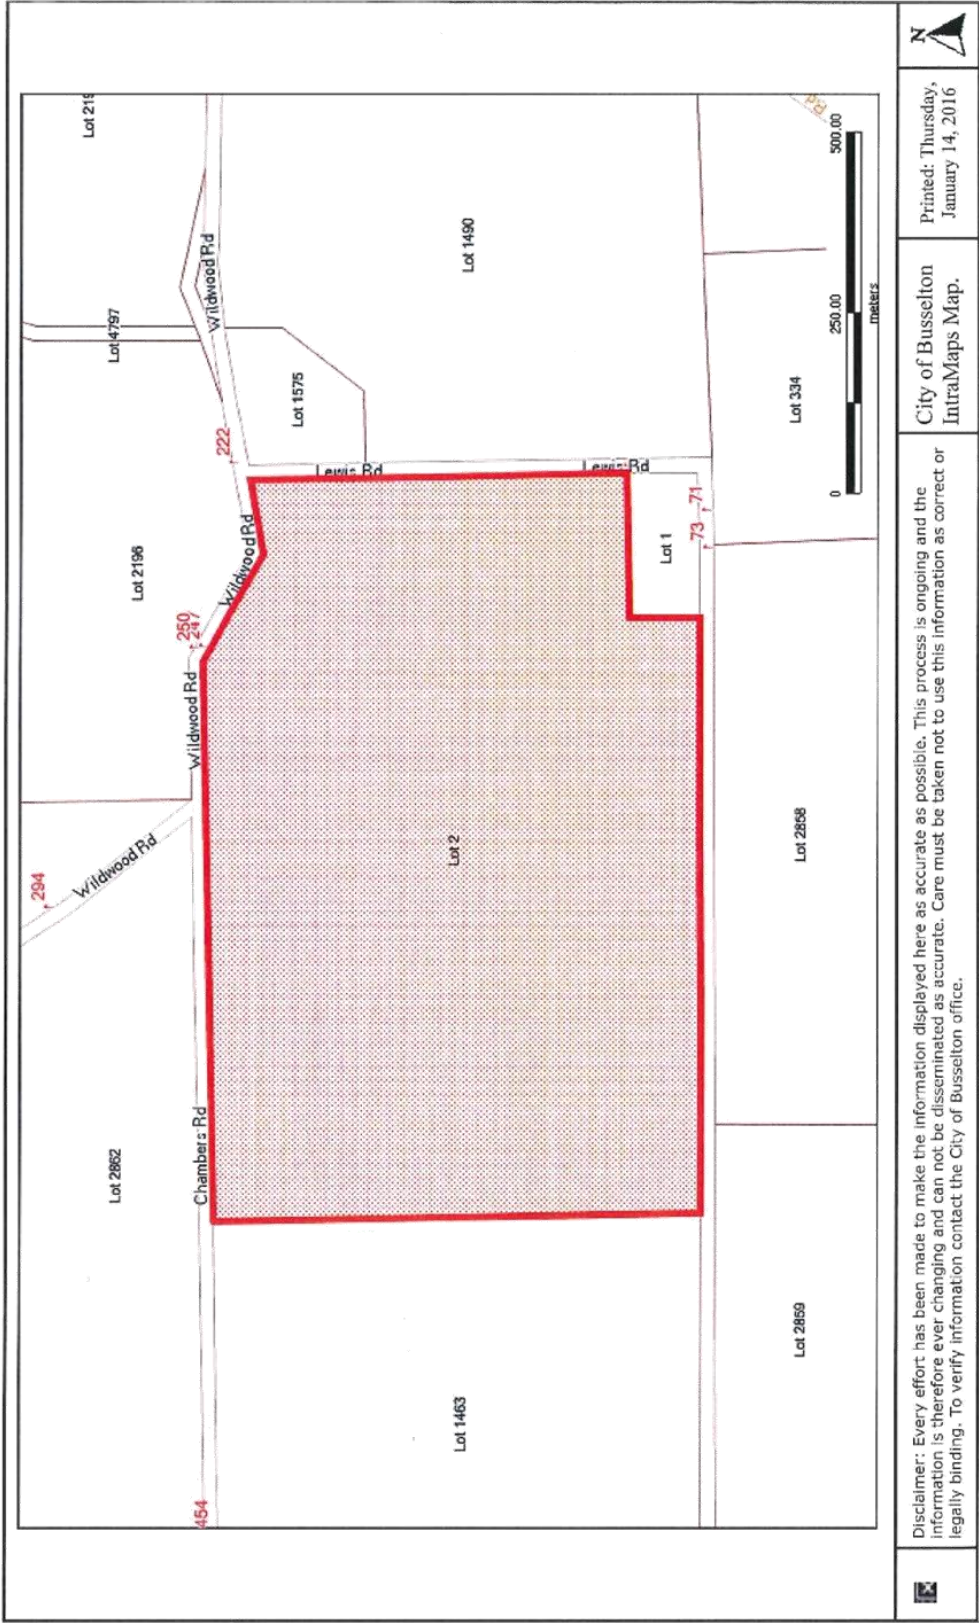 Lot 2862
294
Wildwood Rd
Lot 2196
Lot 4797
454
Chambers Rd
Wildwood Rd
250
247
Wildwood Rd
222
Wildwood Rd
Lot 1575
Lot 1463
Lot 2
Lewis Rd
Lot 1490
Lewis Rd
Lot 1
73
71
Lot 2859
Lot 2858
Lot 334
Rd
0
250.00
500.00
meters
Disclaimer: Every effort has been made to make the information displayed here as accurate as possible. This process is ongoing and the
information is therefore ever changing and can not be disseminated as accurate. Care must be taken not to use this information as correct or
legally binding. To verify information contact the City of Busselton office.
City of Busselton
IntraMaps Map.
Printed: Thursday,
January 14, 2016
N